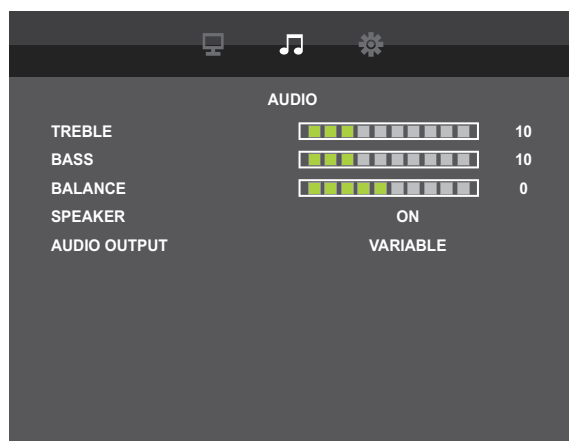 AUDIO
TREBLE 10
BASS 10
BALANCE 0
SPEAKER ON
AUDIO OUTPUT VARIABLE